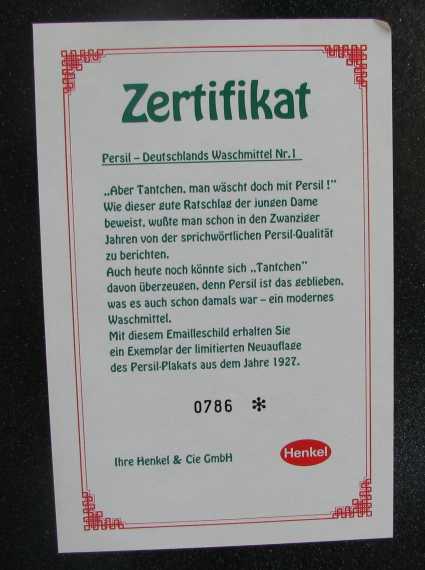 Zertifikat
Persil – Deutschlands Waschmittel Nr.1
„Aber Tantchen, man wäscht doch mit Persil !"
Wie dieser gute Ratschlag der jungen Dame
beweist, wußte man schon in den Zwanziger
Jahren von der sprichwörtlichen Persil-Qualität
zu berichten.
Auch heute noch könnte sich „Tantchen"
davon überzeugen, denn Persil ist das geblieben,
was es auch schon damals war – ein modernes
Waschmittel.
Mit diesem Emailleschild erhalten Sie
ein Exemplar der limitierten Neuauflage
des Persil-Plakats aus dem Jahre 1927.
0786 *
Ihre Henkel & Cie GmbH
Henkel